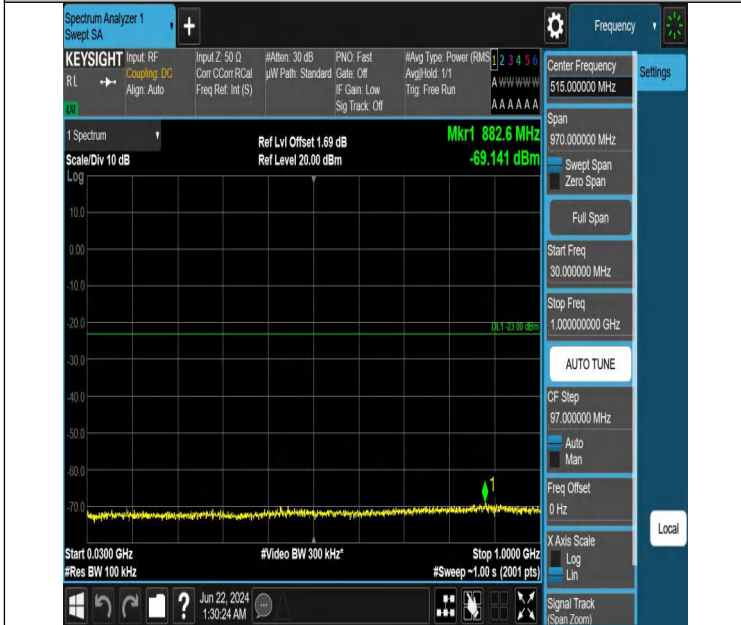 Spectrum Analyzer 1
Swept SA
+
Frequency
KEYSIGHT
RL
Input: RF
Coupling: DC
Align: Auto
Input Z: 50 Ω
Corr CCorr RCal
Freq Ref: Int (S)
#Atten: 30 dB
µW Path: Standard
PNO: Fast
Gate: Off
IF Gain: Low
Sig Track: Off
#Avg Type: Power (RMS
Avg|Hold: 1/1
Trig: Free Run
1 2 3 4 5 6
A W W W W W
A A A A A A
1 Spectrum
Scale/Div 10 dB
Log
Ref Lvl Offset 1.69 dB
Ref Level 20.00 dBm
Mkr1 882.6 MHz
-69.141 dBm
10.0
0.00
-10.0
-20.0
DL1 -23.00 dBm
-30.0
-40.0
-50.0
-60.0
1
-70.0
Start 0.0300 GHz
#Res BW 100 kHz
#Video BW 300 kHz*
Stop 1.0000 GHz
#Sweep ~1.00 s (2001 pts)
?
Jun 22, 2024
1:30:24 AM
Center Frequency
515.000000 MHz
Settings
Span
970.000000 MHz
Swept Span
Zero Span
Full Span
Start Freq
30.000000 MHz
Stop Freq
1.000000000 GHz
AUTO TUNE
CF Step
97.000000 MHz
Auto
Man
Freq Offset
0 Hz
X Axis Scale
Log
Lin
Local
Signal Track
(Span Zoom)